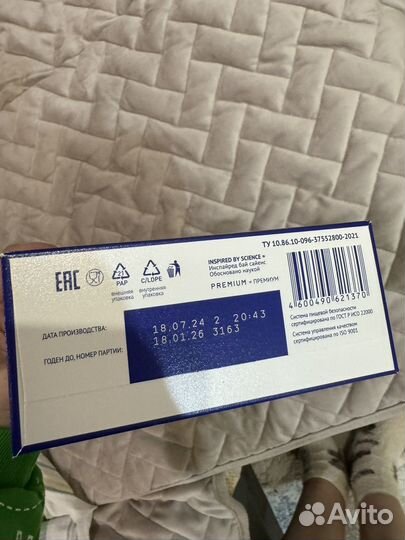 ТУ 10.86.10-096-37552800-2021
EAC
21
PAP
внешняя
упаковка
C/LDPE
внутренняя
упаковка
INSPIRED BY SCIENCE =
Инспайред бай сайенс
Обосновано наукой
PREMIUM = ПРЕМИУМ
4 600490 621370
Система пищевой безопасности
сертифицирована по ГОСТ Р ИСО 22000
Система управления качеством
сертифицирована по ISO 9001
ДАТА ПРОИЗВОДСТВА:
18.07.24 2 20:43
ГОДЕН ДО, НОМЕР ПАРТИИ:
18.01.26 3163
Avito